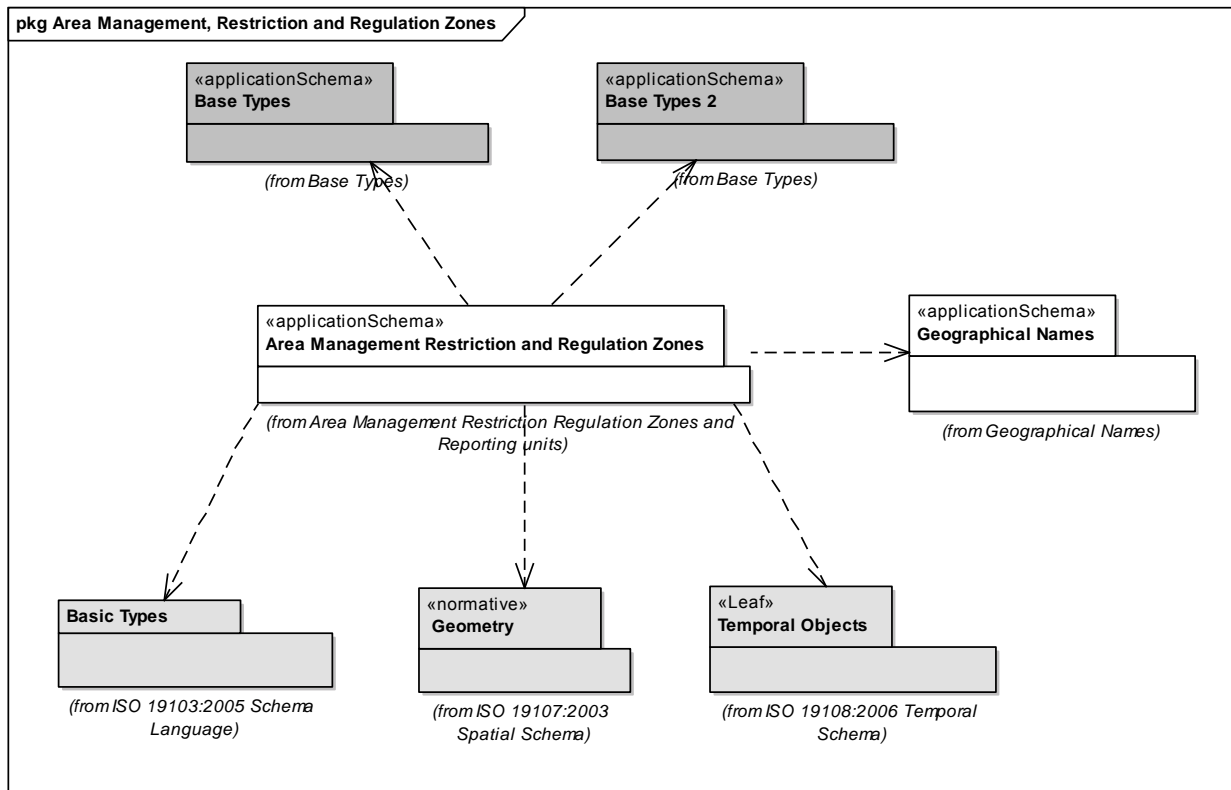 pkg Area Management, Restriction and Regulation Zones
«applicationSchema»
Base Types
(from Base Types)
«applicationSchema»
Base Types 2
(from Base Types)
«applicationSchema»
Area Management Restriction and Regulation Zones
(from Area Management Restriction Regulation Zones and
Reporting units)
«applicationSchema»
Geographical Names
(from Geographical Names)
Basic Types
(from ISO 19103:2005 Schema
Language)
«normative»
Geometry
(from ISO 19107:2003
Spatial Schema)
«Leaf»
Temporal Objects
(from ISO 19108:2006 Temporal
Schema)